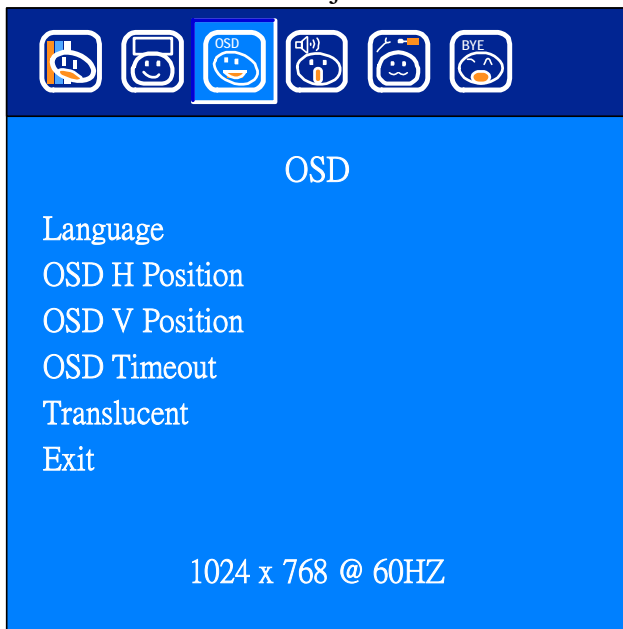 OSD
BYE
OSD
Language
OSD H Position
OSD V Position
OSD Timeout
Translucent
Exit
1024 x 768 @ 60HZ